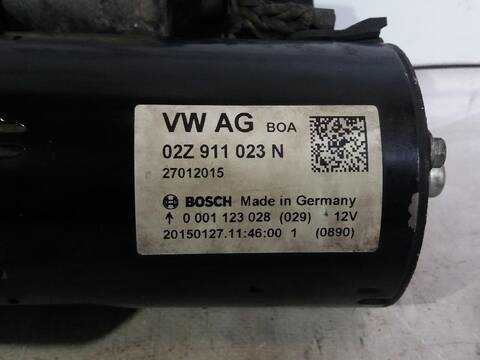 VW AG BOA
02Z 911 023 N
27012015
BOSCH Made in Germany
↑ 0 001 123 028 (029) 12V
20150127.11:46:00 1 (0890)